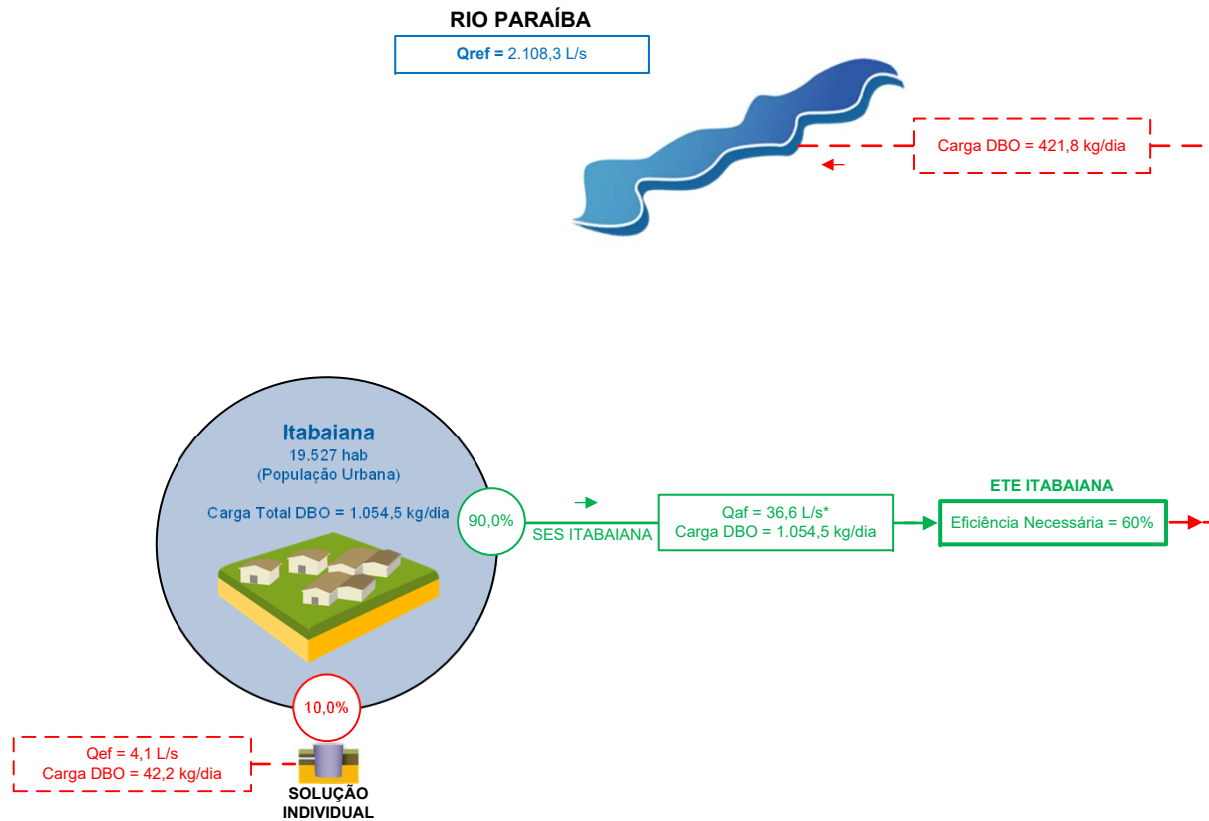 RIO PARAÍBA
Qref = 2.108,3 L/s
Carga DBO = 421,8 kg/dia
Itabaiana
19.527 hab
(População Urbana)
Carga Total DBO = 1.054,5 kg/dia
90,0%
SES ITABAIANA
Qaf = 36,6 L/s*
Carga DBO = 1.054,5 kg/dia
ETE ITABAIANA
Eficiência Necessária = 60%
10,0%
Qef = 4,1 L/s
Carga DBO = 42,2 kg/dia
SOLUÇÃO
INDIVIDUAL